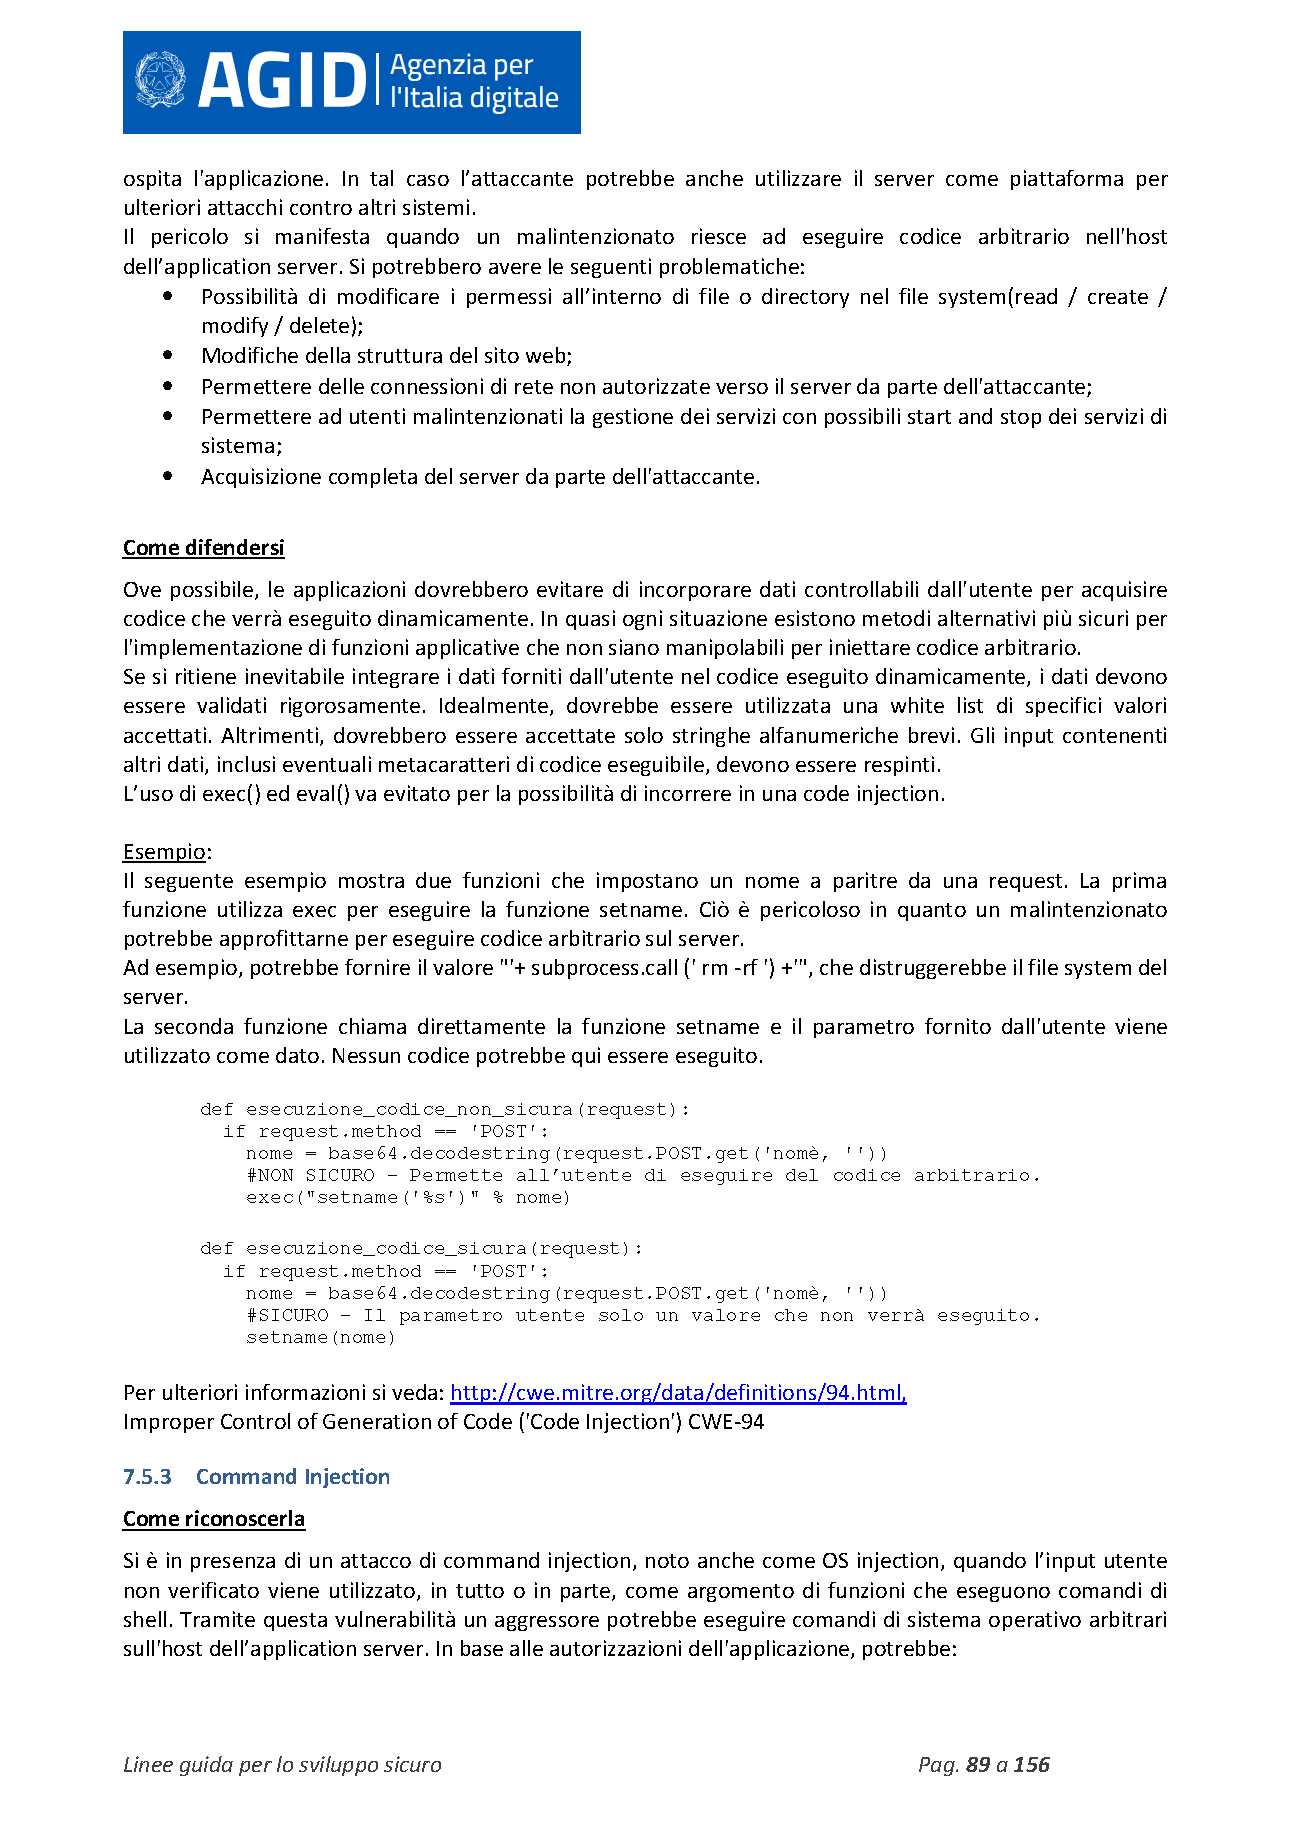 AGID Agenzia per
l'Italia digitale
ospita l'applicazione. In tal caso l’attaccante potrebbe anche utilizzare il server come piattaforma per
ulteriori attacchi contro altri sistemi.
Il pericolo si manifesta quando un malintenzionato riesce ad eseguire codice arbitrario nell'host
dell’application server. Si potrebbero avere le seguenti problematiche:
• Possibilità di modificare i permessi all’interno di file o directory nel file system(read / create /
modify / delete);
• Modifiche della struttura del sito web;
• Permettere delle connessioni di rete non autorizzate verso il server da parte dell'attaccante;
• Permettere ad utenti malintenzionati la gestione dei servizi con possibili start and stop dei servizi di
sistema;
• Acquisizione completa del server da parte dell'attaccante.
Come difendersi
Ove possibile, le applicazioni dovrebbero evitare di incorporare dati controllabili dall'utente per acquisire
codice che verrà eseguito dinamicamente. In quasi ogni situazione esistono metodi alternativi più sicuri per
l'implementazione di funzioni applicative che non siano manipolabili per iniettare codice arbitrario.
Se si ritiene inevitabile integrare i dati forniti dall'utente nel codice eseguito dinamicamente, i dati devono
essere validati rigorosamente. Idealmente, dovrebbe essere utilizzata una white list di specifici valori
accettati. Altrimenti, dovrebbero essere accettate solo stringhe alfanumeriche brevi. Gli input contenenti
altri dati, inclusi eventuali metacaratteri di codice eseguibile, devono essere respinti.
L’uso di exec() ed eval() va evitato per la possibilità di incorrere in una code injection.
Esempio:
Il seguente esempio mostra due funzioni che impostano un nome a paritre da una request. La prima
funzione utilizza exec per eseguire la funzione setname. Ciò è pericoloso in quanto un malintenzionato
potrebbe approfittarne per eseguire codice arbitrario sul server.
Ad esempio, potrebbe fornire il valore "'+ subprocess.call (' rm -rf ') +'", che distruggerebbe il file system del
server.
La seconda funzione chiama direttamente la funzione setname e il parametro fornito dall'utente viene
utilizzato come dato. Nessun codice potrebbe qui essere eseguito.
def esecuzione_codice_non_sicura(request):
  if request.method == 'POST':
    nome = base64.decodestring(request.POST.get('nomè, ''))
    #NON SICURO – Permette all’utente di eseguire del codice arbitrario.
    exec("setname('%s')" % nome)
def esecuzione_codice_sicura(request):
  if request.method == 'POST':
    nome = base64.decodestring(request.POST.get('nomè, ''))
    #SICURO – Il parametro utente solo un valore che non verrà eseguito.
    setname(nome)
Per ulteriori informazioni si veda: http://cwe.mitre.org/data/definitions/94.html,
Improper Control of Generation of Code ('Code Injection') CWE-94
7.5.3 Command Injection
Come riconoscerla
Si è in presenza di un attacco di command injection, noto anche come OS injection, quando l’input utente
non verificato viene utilizzato, in tutto o in parte, come argomento di funzioni che eseguono comandi di
shell. Tramite questa vulnerabilità un aggressore potrebbe eseguire comandi di sistema operativo arbitrari
sull'host dell’application server. In base alle autorizzazioni dell'applicazione, potrebbe:
Linee guida per lo sviluppo sicuro Pag. 89 a 156